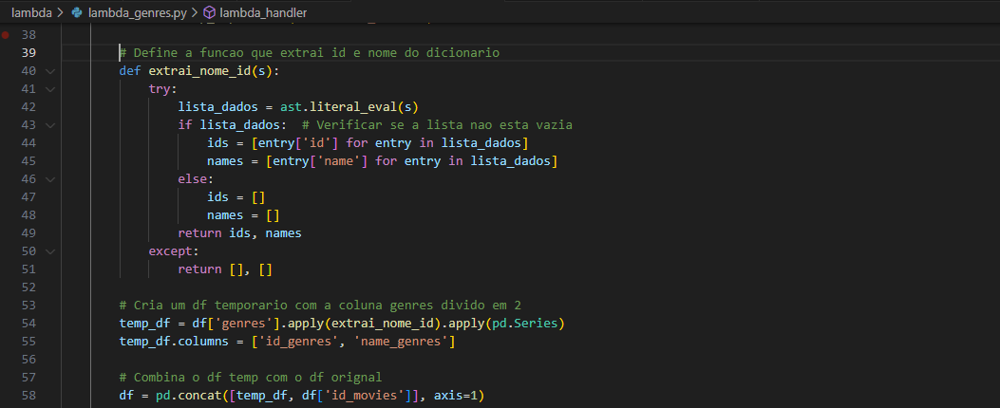 lambda > lambda_genres.py > lambda_handler
38
39 # Define a funcao que extrai id e nome do dicionario
40 def extrai_nome_id(s):
41 try:
42 lista_dados = ast.literal_eval(s)
43 if lista_dados: # Verificar se a lista nao esta vazia
44 ids = [entry['id'] for entry in lista_dados]
45 names = [entry['name'] for entry in lista_dados]
46 else:
47 ids = []
48 names = []
49 return ids, names
50 except:
51 return [], []
52
53 # Cria um df temporario com a coluna genres divido em 2
54 temp_df = df['genres'].apply(extrai_nome_id).apply(pd.Series)
55 temp_df.columns = ['id_genres', 'name_genres']
56
57 # Combina o df temp com o df orignal
58 df = pd.concat([temp_df, df['id_movies']], axis=1)